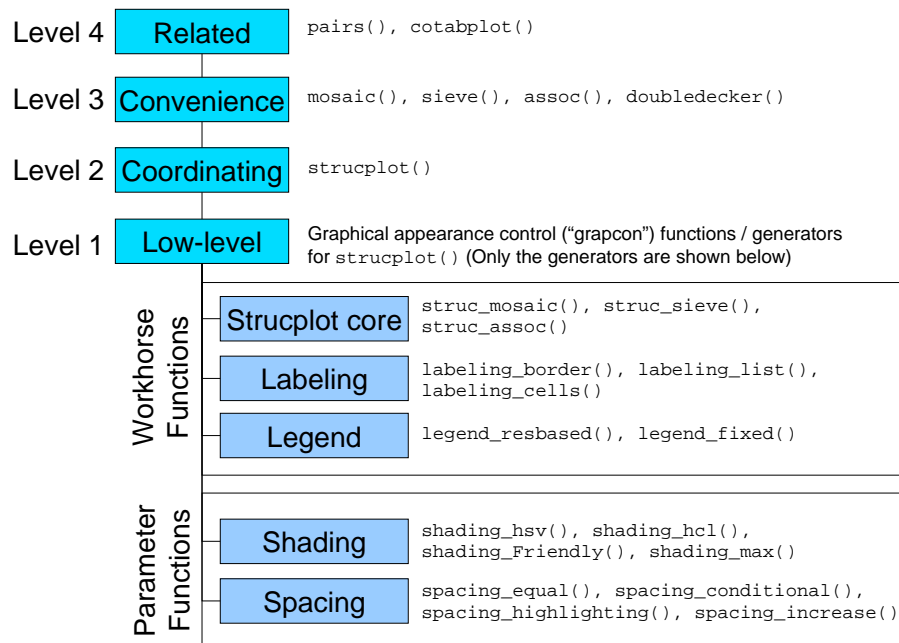 Level 4 Related pairs(), cotabplot()
Level 3 Convenience mosaic(), sieve(), assoc(), doubledecker()
Level 2 Coordinating strucplot()
Level 1 Low-level Graphical appearance control (“grapcon”) functions / generators
for strucplot() (Only the generators are shown below)
Workhorse
Functions
Strucplot core struc_mosaic(), struc_sieve(),
struc_assoc()
Labeling labeling_border(), labeling_list(),
labeling_cells()
Legend legend_resbased(), legend_fixed()
Parameter
Functions
Shading shading_hsv(), shading_hcl(),
shading_Friendly(), shading_max()
Spacing spacing_equal(), spacing_conditional(),
spacing_highlighting(), spacing_increase()